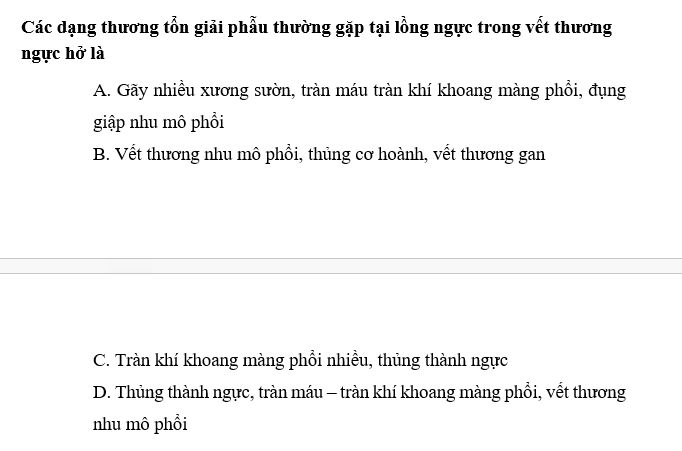 Các dạng thương tổn giải phẫu thường gặp tại lồng ngực trong vết thương
ngực hở là
A. Gãy nhiều xương sườn, tràn máu tràn khí khoang màng phổi, đụng
giập nhu mô phổi
B. Vết thương nhu mô phổi, thủng cơ hoành, vết thương gan
C. Tràn khí khoang màng phổi nhiều, thủng thành ngực
D. Thủng thành ngực, tràn máu – tràn khí khoang màng phổi, vết thương
nhu mô phổi